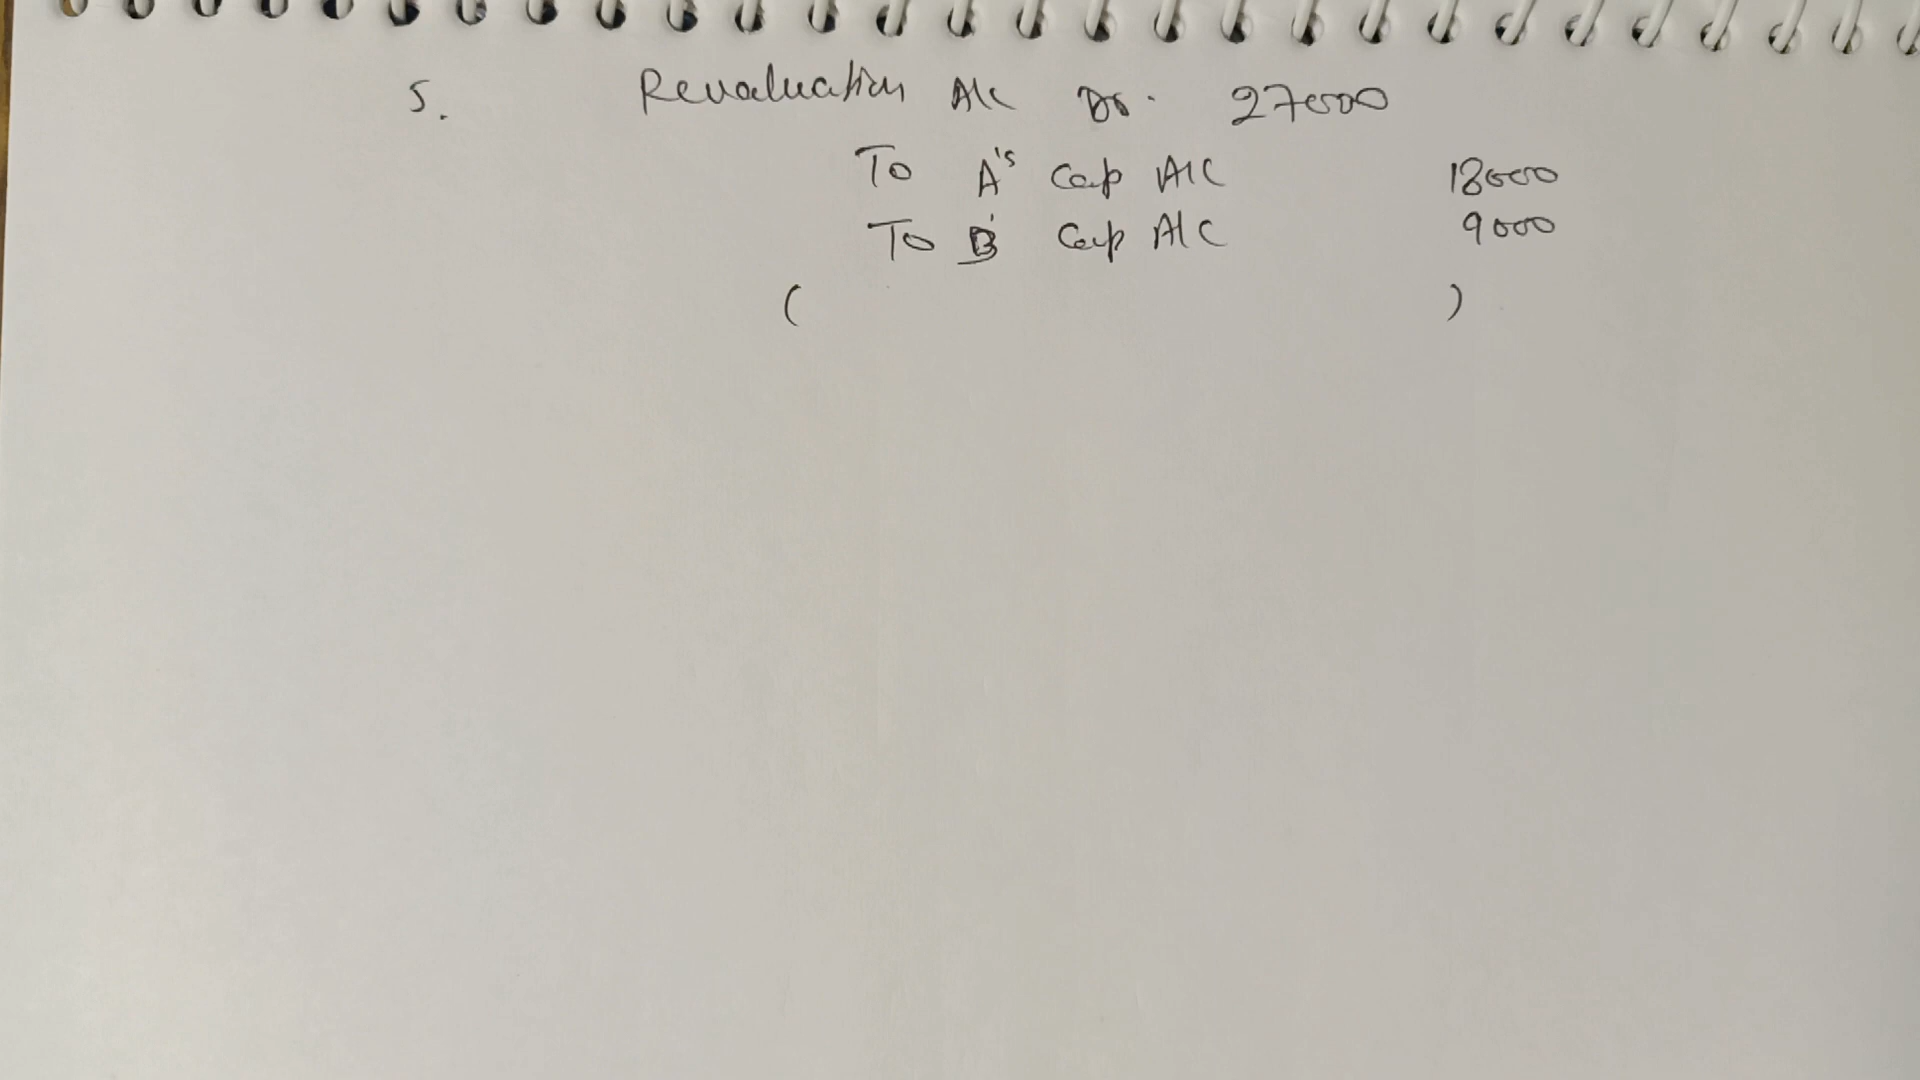 5. Revaluation A/c Dr. 27000
To A's Cap A/C 18000
To B' Cap A/C 9000
( )